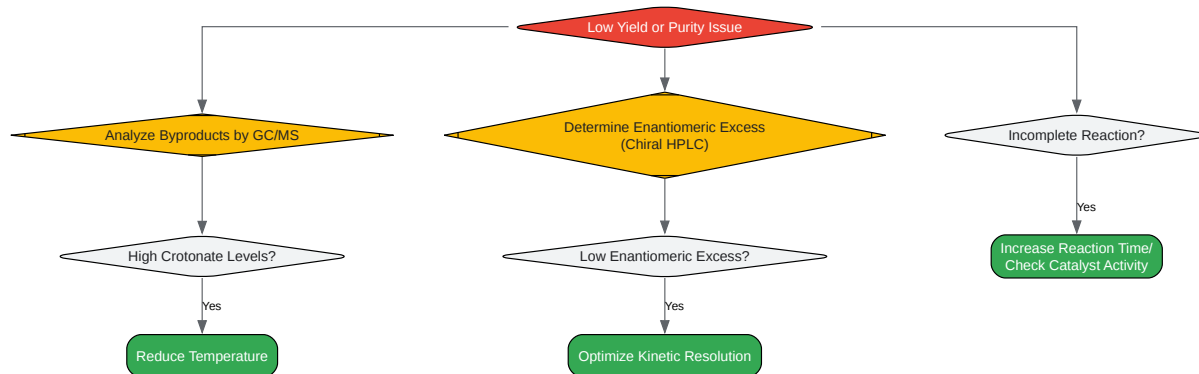 Low Yield or Purity Issue
Analyze Byproducts by GC/MS
Determine Enantiomeric Excess
(Chiral HPLC)
Incomplete Reaction?
Yes
High Crotonate Levels?
Low Enantiomeric Excess?
Increase Reaction Time/
Check Catalyst Activity
Yes
Yes
Reduce Temperature
Optimize Kinetic Resolution